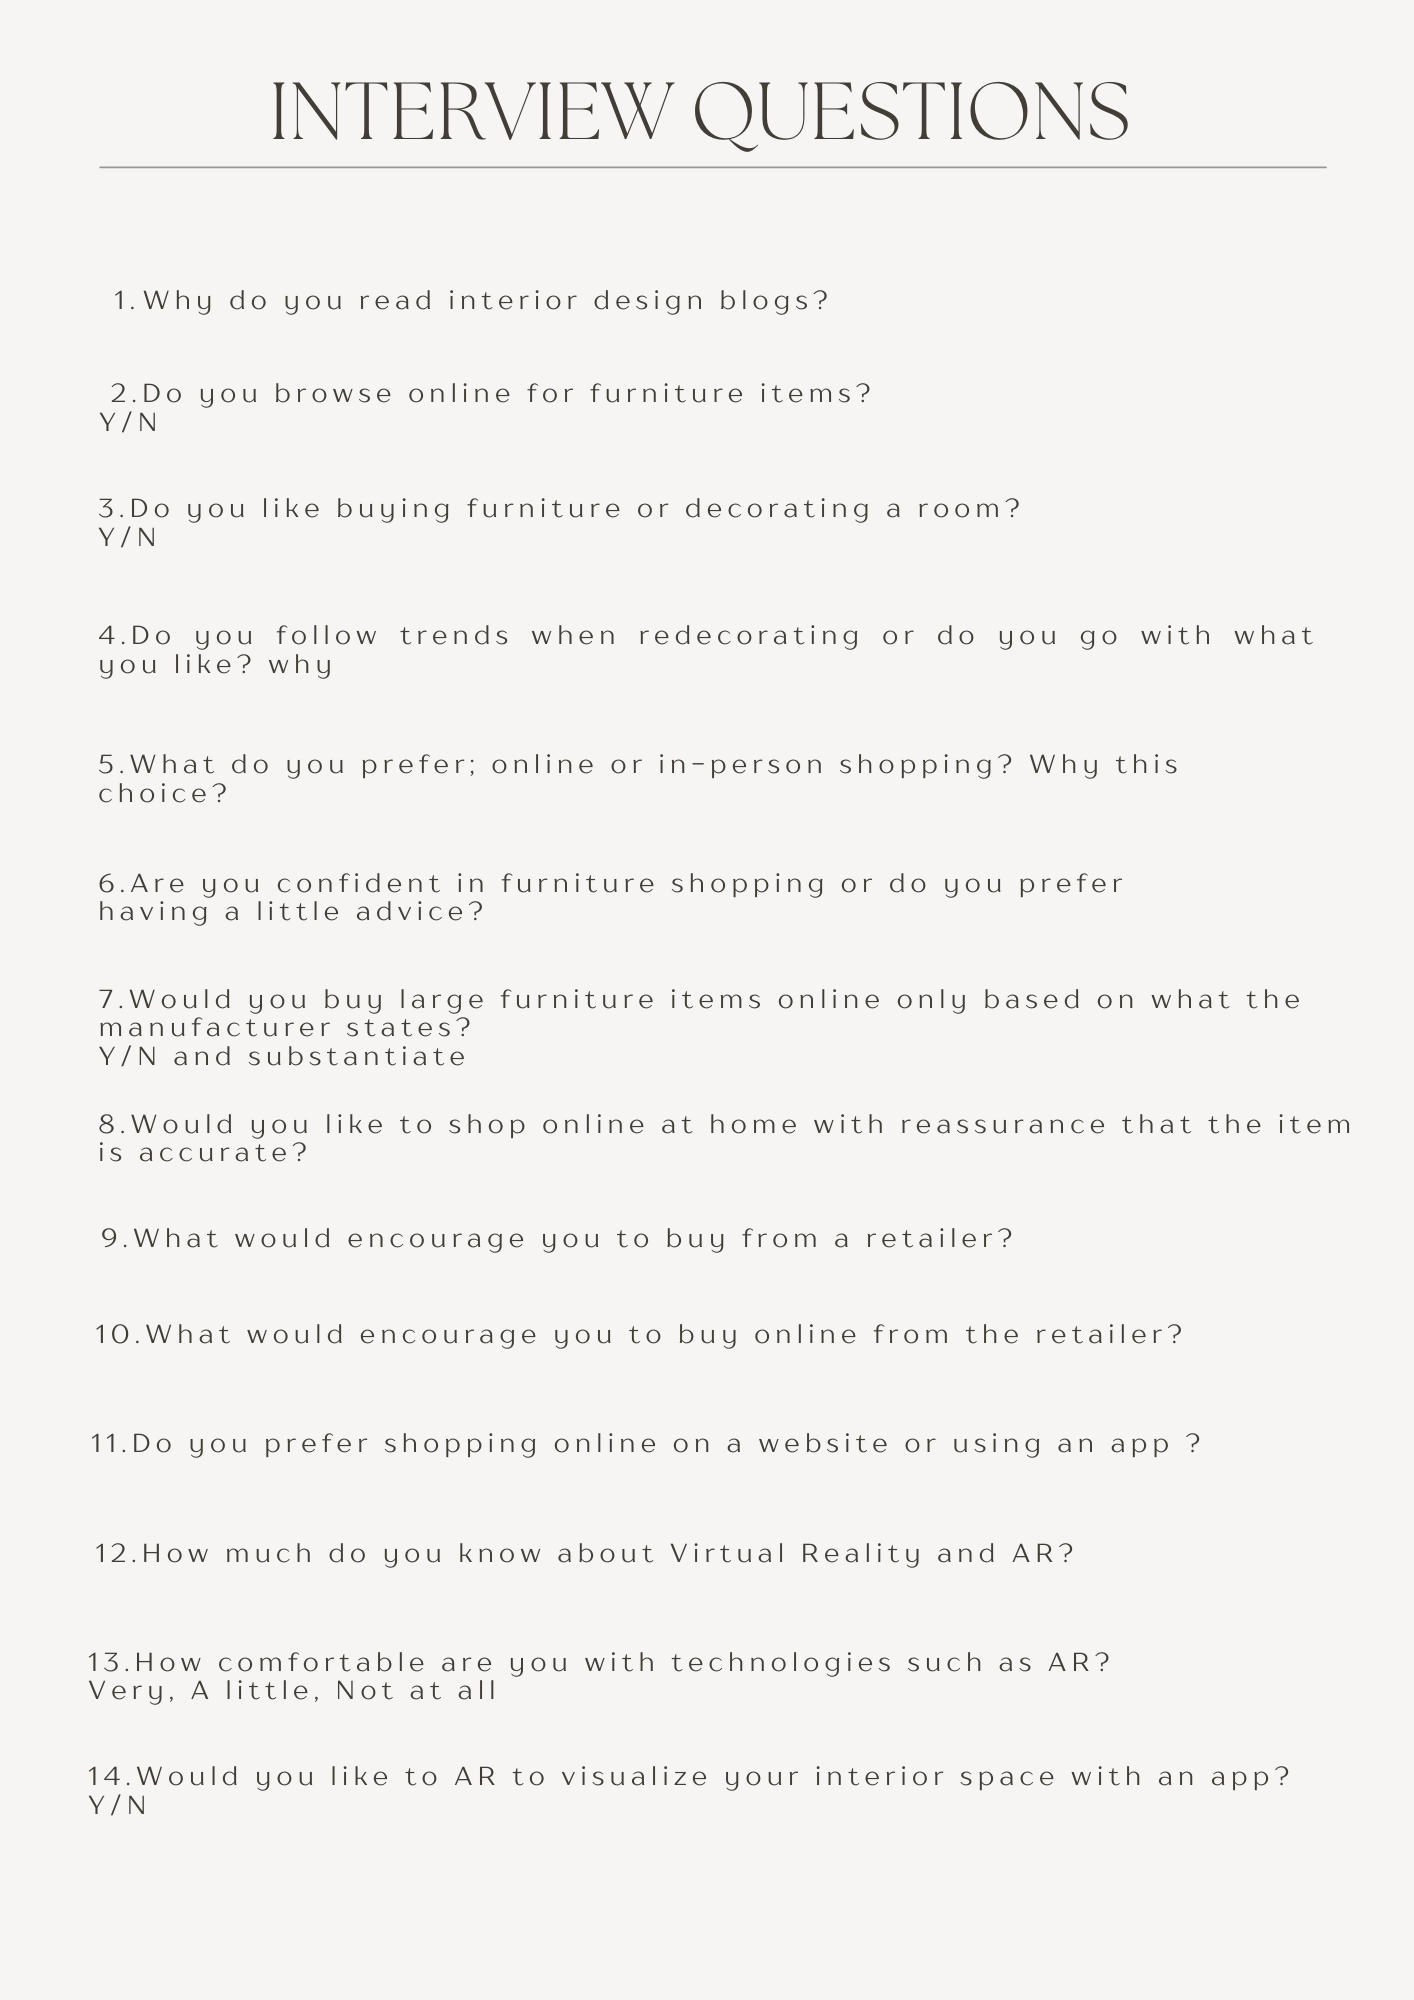 INTERVIEW QUESTIONS
1.Why do you read interior design blogs?
2.Do you browse online for furniture items?
Y/N
3.Do you like buying furniture or decorating a room?
Y/N
4.Do you follow trends when redecorating or do you go with what
you like? why
5.What do you prefer; online or in-person shopping? Why this
choice?
6.Are you confident in furniture shopping or do you prefer
having a little advice?
7.Would you buy large furniture items online only based on what the
manufacturer states?
Y/N and substantiate
8.Would you like to shop online at home with reassurance that the item
is accurate?
9.What would encourage you to buy from a retailer?
10.What would encourage you to buy online from the retailer?
11.Do you prefer shopping online on a website or using an app ?
12.How much do you know about Virtual Reality and AR?
13.How comfortable are you with technologies such as AR?
Very, A little, Not at all
14.Would you like to AR to visualize your interior space with an app?
Y/N